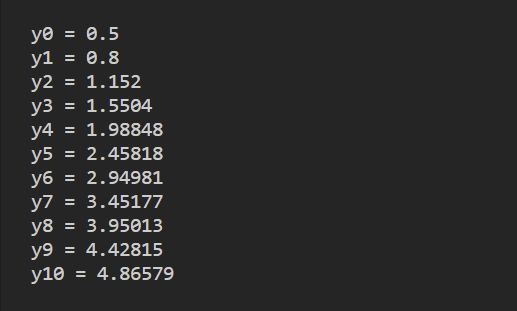 y0 = 0.5
y1 = 0.8
y2 = 1.152
y3 = 1.5504
y4 = 1.98848
y5 = 2.45818
y6 = 2.94981
y7 = 3.45177
y8 = 3.95013
y9 = 4.42815
y10 = 4.86579